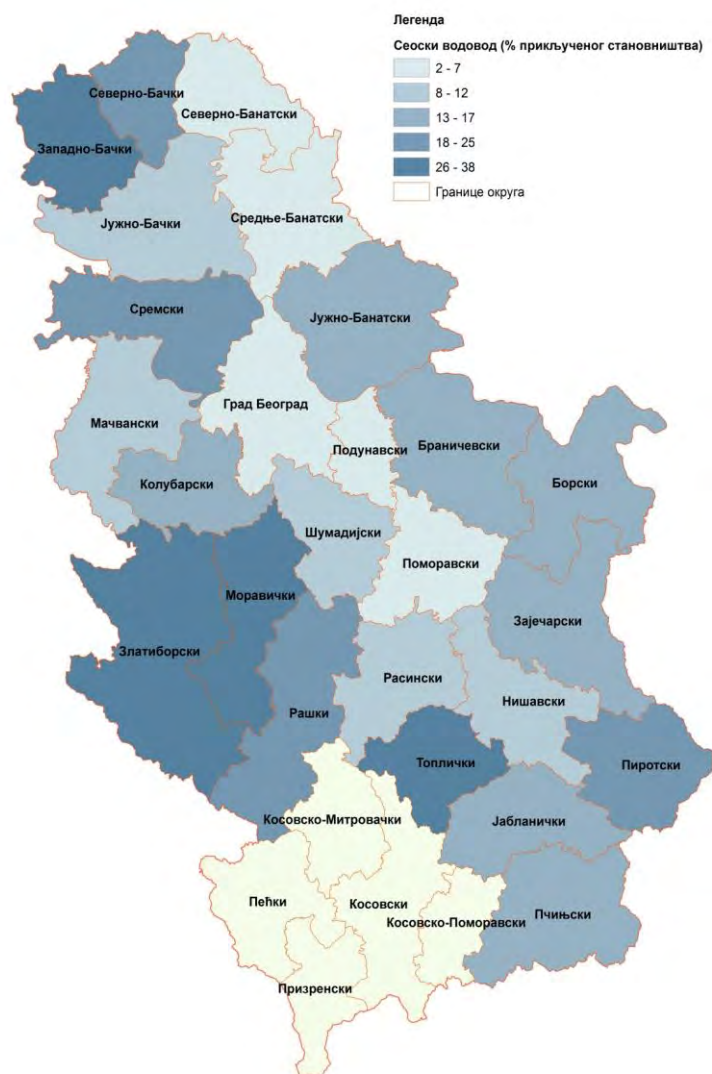 Легенда
Сеоски водовод (% прикљученог становништва)
2 - 7
8 - 12
13 - 17
18 - 25
26 - 38
Границе округа
Северно-Бачки
Северно-Банатски
Западно-Бачки
Јужно-Бачки
Средње-Банатски
Сремски
Јужно-Банатски
Град Београд
Мачвански
Подунавски
Браничевски
Борски
Колубарски
Шумадијски
Поморавски
Моравички
Зајечарски
Златиборски
Расински
Нишавски
Рашки
Топлички
Пиротски
Косовско-Митровачки
Јабланички
Пећки
Косовски
Косовско-Поморавски
Пчињски
Призренски